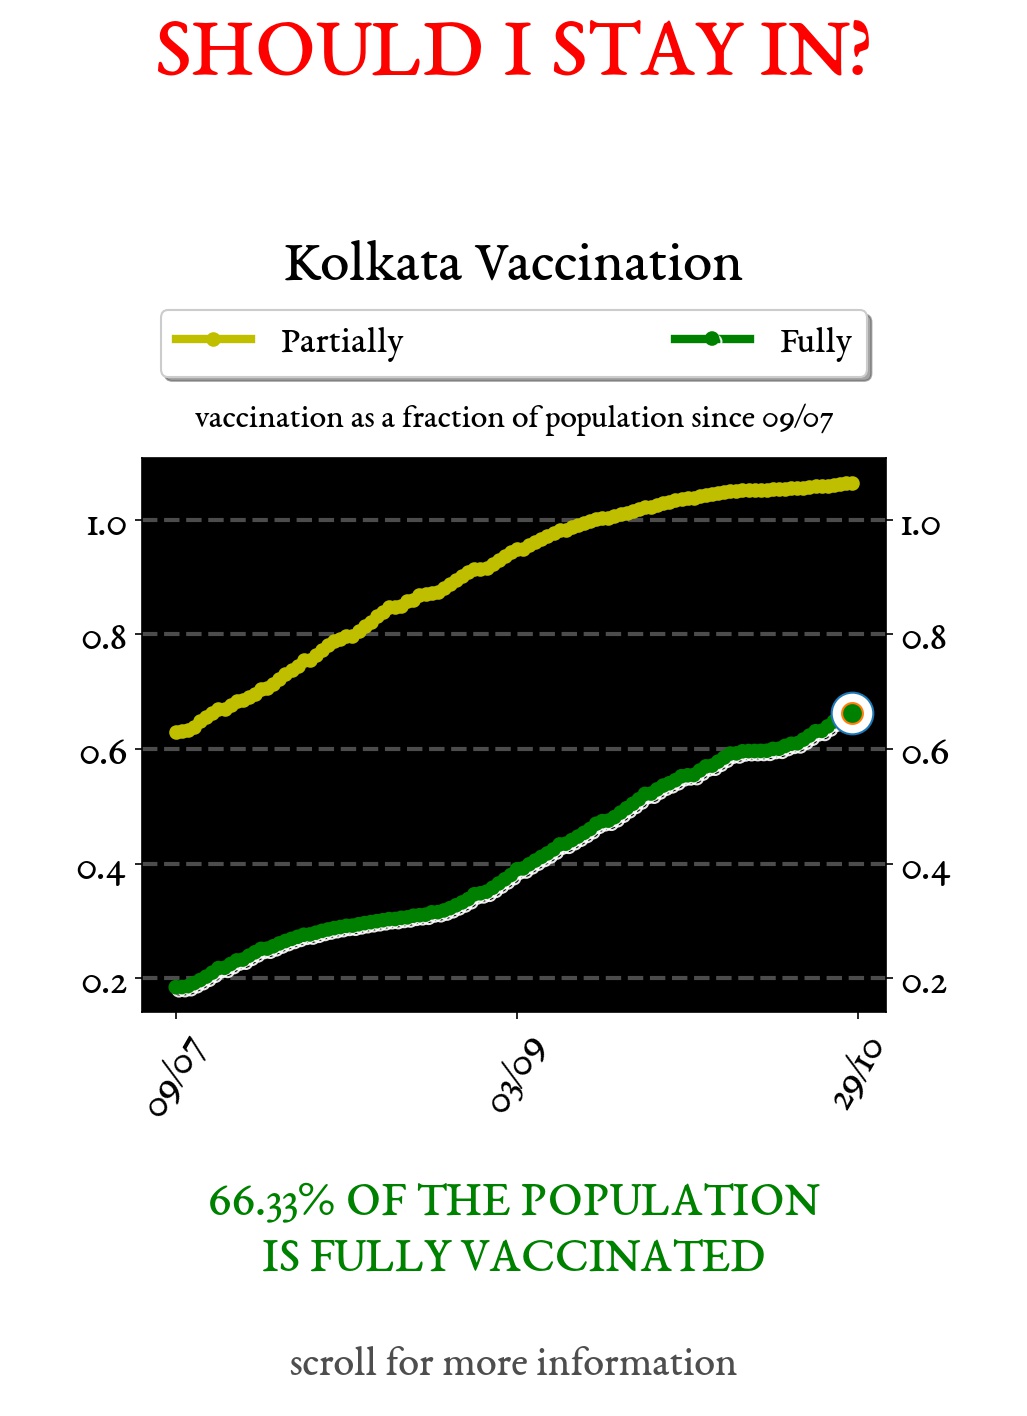 SHOULD I STAY IN?
Kolkata Vaccination
Partially Fully
vaccination as a fraction of population since 09/07
1.0 1.0
0.8 0.8
0.6 0.6
0.4 0.4
0.2 0.2
09/07 03/09 29/10
66.33% OF THE POPULATION
IS FULLY VACCINATED
scroll for more information